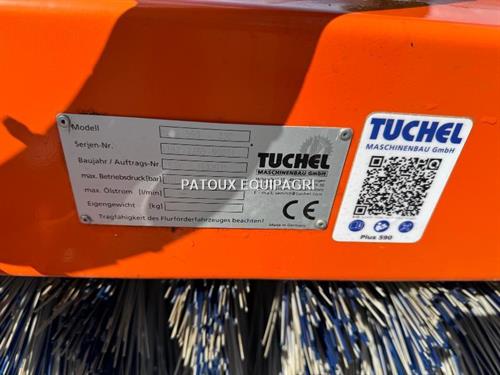 Modell
Serien-Nr.
Baujahr / Auftrags-Nr.
max. Betriebsdruck [bar]
max. Ölstrom [l/min]
Eigengewicht [kg]
Tragfähigkeit des Flurförderfahrzeuges beachten!
TUCHEL
MASCHINENBAU GmbH
CE
Made in Germany
PATOUX EQUIPAGRI
TUCHEL
MASCHINENBAU GmbH
Plus 590